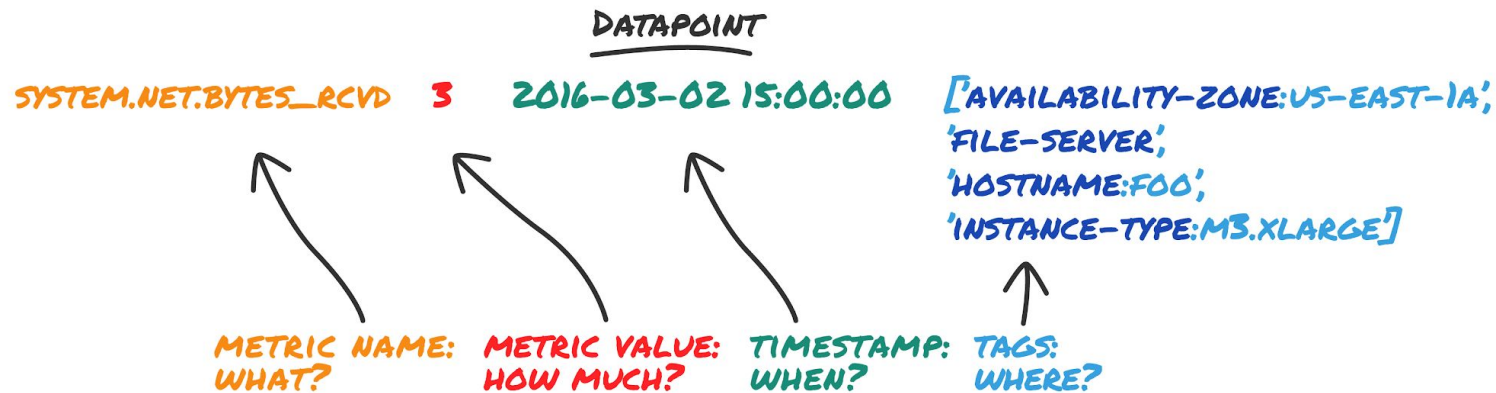 DATAPOINT
SYSTEM.NET.BYTES_RCVD 3 2016-03-02 15:00:00 ['AVAILABILITY-ZONE:US-EAST-1A',
'FILE-SERVER',
'HOSTNAME:FOO',
'INSTANCE-TYPE:M3.XLARGE']
METRIC NAME: METRIC VALUE: TIMESTAMP: TAGS:
WHAT? HOW MUCH? WHEN? WHERE?